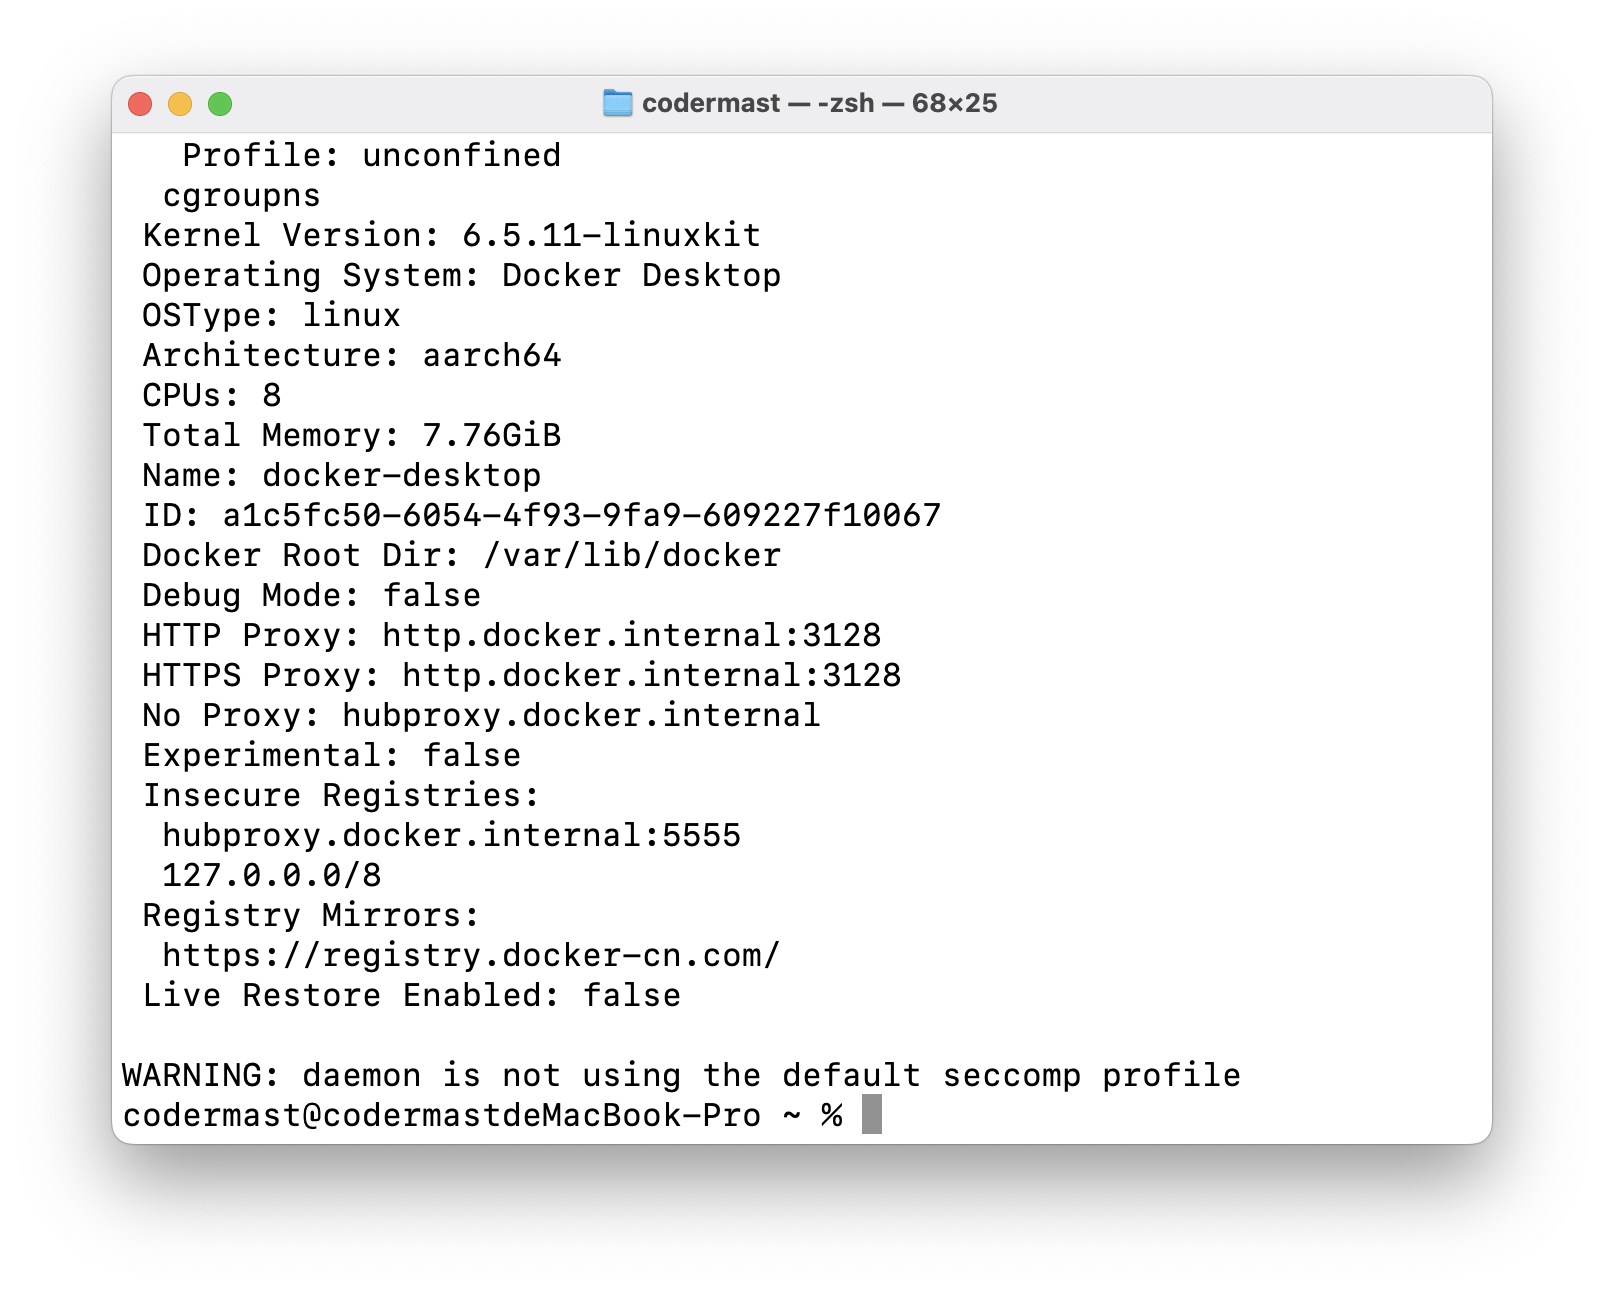 codermast — -zsh — 68×25
Profile: unconfined
cgroupns
Kernel Version: 6.5.11-linuxkit
Operating System: Docker Desktop
OSType: linux
Architecture: aarch64
CPUs: 8
Total Memory: 7.76GiB
Name: docker-desktop
ID: a1c5fc50-6054-4f93-9fa9-609227f10067
Docker Root Dir: /var/lib/docker
Debug Mode: false
HTTP Proxy: http.docker.internal:3128
HTTPS Proxy: http.docker.internal:3128
No Proxy: hubproxy.docker.internal
Experimental: false
Insecure Registries:
hubproxy.docker.internal:5555
127.0.0.0/8
Registry Mirrors:
https://registry.docker-cn.com/
Live Restore Enabled: false
WARNING: daemon is not using the default seccomp profile
codermast@codermastdeMacBook-Pro ~ %